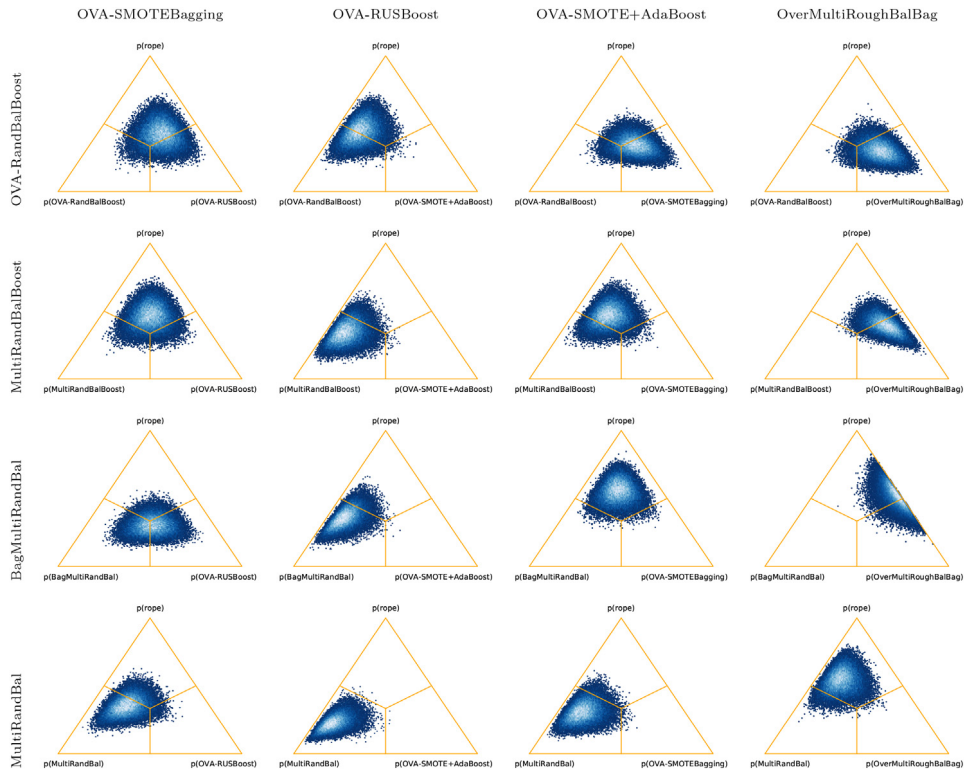 OVA-SMOTEBagging OVA-RUSBoost OVA-SMOTE+AdaBoost OverMultiRoughBalBag
OVA-RandBalBoost
p(rope) p(rope) p(rope) p(rope)
p(OVA-RandBalBoost) p(OVA-RUSBoost) p(OVA-RandBalBoost) p(OVA-SMOTE+AdaBoost) p(OVA-RandBalBoost) p(OVA-SMOTEBagging) p(OVA-RandBalBoost) p(OverMultiRoughBalBag)
MultiRandBalBoost
p(rope) p(rope) p(rope) p(rope)
p(MultiRandBalBoost) p(OVA-RUSBoost) p(MultiRandBalBoost) p(OVA-SMOTE+AdaBoost) p(MultiRandBalBoost) p(OVA-SMOTEBagging) p(MultiRandBalBoost) p(OverMultiRoughBalBag)
BagMultiRandBal
p(rope) p(rope) p(rope) p(rope)
p(BagMultiRandBal) p(OVA-RUSBoost) p(BagMultiRandBal) p(OVA-SMOTE+AdaBoost) p(BagMultiRandBal) p(OVA-SMOTEBagging) p(BagMultiRandBal) p(OverMultiRoughBalBag)
MultiRandBal
p(rope) p(rope) p(rope) p(rope)
p(MultiRandBal) p(OVA-RUSBoost) p(MultiRandBal) p(OVA-SMOTE+AdaBoost) p(MultiRandBal) p(OVA-SMOTEBagging) p(MultiRandBal) p(OverMultiRoughBalBag)